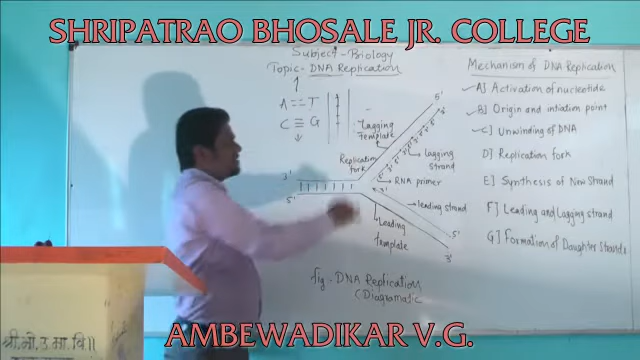 SHRIPATRAO BHOSALE JR. COLLEGE
Subject - Biology
Topic - DNA Replication
A == T
C ≡ G
Lagging
Template
Replication
fork
3'
5'
5'
3'
lagging
strand
RNA primer
leading strand
Leading
template
5'
3'
fig - DNA Replication
(Diagramatic
Mechanism of DNA Replication
A] Activation of nucleotide
B] Origin and intiation point
C] Unwinding of DNA
D] Replication fork
E] Synthesis of New Strand
F] Leading and Lagging strand
G] Formation of Daughter Strands
श्री.भो.उ.मा.वि॥
AMBEWADIKAR V.G.